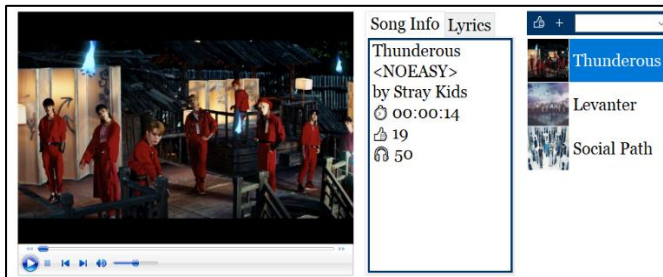 Song Info Lyrics
Thunderous
<NOEASY>
by Stray Kids
00:00:14
19
50
Thunderous
Levanter
Social Path